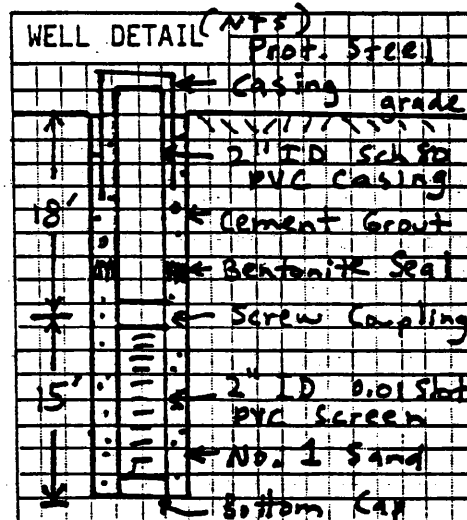 WELL DETAIL (NTS)
Prot. Steel
Casing
grade
2" ID Sch 80
PVC Casing
18'
Cement Grout
Bentonite Seal
Screw Coupling
15'
2" ID 0.01 Slot
PVC Screen
No. 1 Sand
Bottom Cap